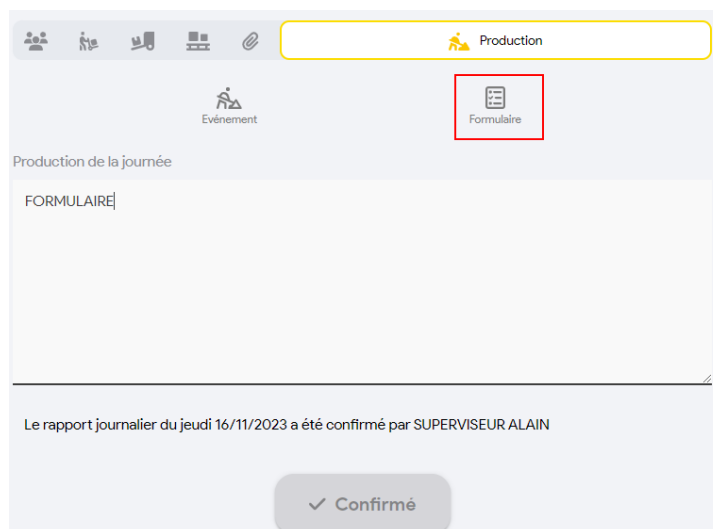 Production
Evénement
Formulaire
Production de la journée
FORMULAIRE
Le rapport journalier du jeudi 16/11/2023 a été confirmé par SUPERVISEUR ALAIN
Confirmé